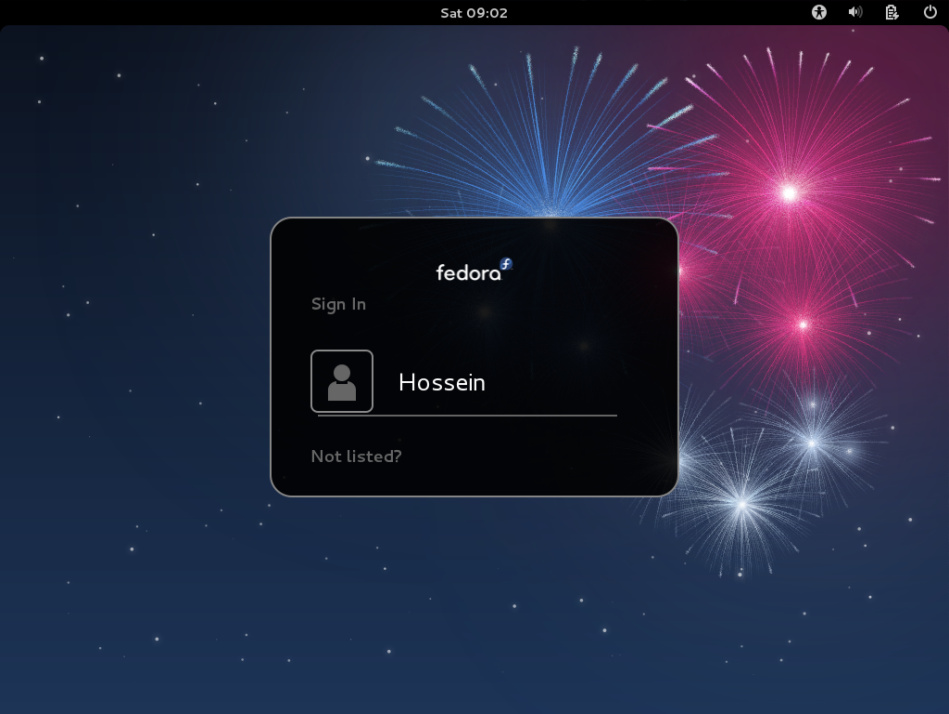 Sat 09:02
fedora
Sign In
Hossein
Not listed?